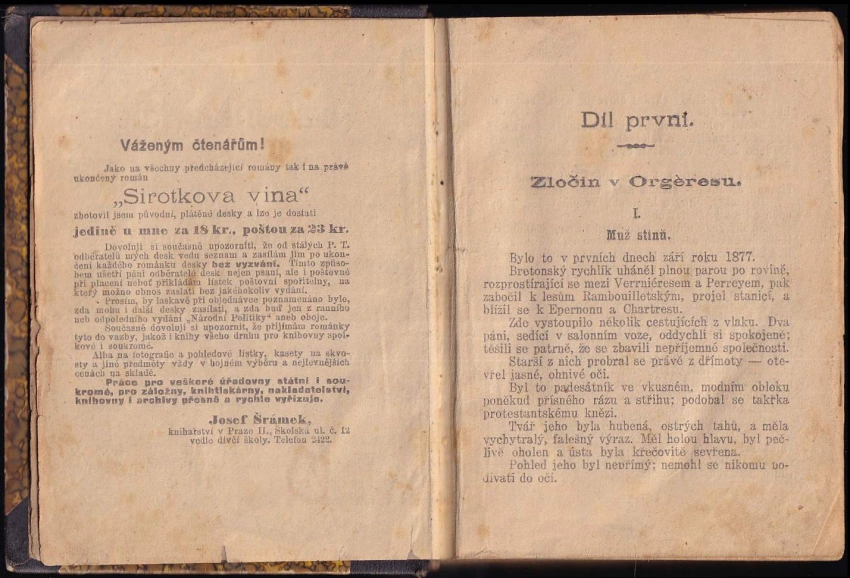 Váženým čtenářům!
Jako na všechny předcházející romány tak i na právě
ukončený román
„Sirotkova vina“
zhotovil jsem původní, plátěné desky a lze je dostati
jedině u mne za 18 kr., poštou za 23 kr.
Dovoluji si současně upozorniti, že od stálých P. T.
odběratelů mých desk vedu seznam a zasílám jim po ukon-
čení každého románku desky bez vyzvání. Tímto způso-
bem ušetří páni odběratelé desk nejen psaní, ale i poštovné
při placení neboť přikládám lístek poštovní spořitelny, na
který možno obnos zaslati bez jakéhokoliv vydání.
Prosím, by laskavě při objednávce poznamenáno bylo,
zda mohu i další desky zasílati, a zda buď jen z ranního
neb odpoledního vydání „Národní Politiky“ aneb oboje.
Současně dovoluji si upozornit, že přijímám románky
tyto do vazby, jakož i knihy všeho druhu pro knihovny spol-
kové i soukromé.
Alba na fotografie a pohledové lístky, kasety na skvo-
sty a jiné předměty vždy v hojném výběru a nejlevnějších
cenách na skladě.
Práce pro veškeré úřadovny státní i sou-
kromé, pro záložny, knihtiskárny, nakladatelství,
knihovny i archivy přesně a rychle vyřizuje.
Josef Šrámek,
knihařství v Praze II., Školská ul. č. 12
vedle dívčí školy. Telefon 2422.
Díl první.
Zločin v Orgèresu.
I.
Muž stínů.
Bylo to v prvních dnech září roku 1877.
Bretonský rychlík uháněl plnou parou po rovině,
rozprostírající se mezi Verrniéresem a Perreyem, pak
zabočil k lesům Rambouilletským, projel stanicí, a
blížil se k Epernonu a Chartresu.
Zde vystoupilo několik cestujících z vlaku. Dva
páni, sedící v salonním voze, oddychli si spokojeně;
těšili se patrně, že se zbavili nepříjemné společnosti.
Starší z nich probral se právě z dřímoty — ote-
vřel jasné, ohnivé oči.
Byl to padesátník ve vkusném, modním obleku
poněkud přísného rázu a střihu; podobal se takřka
protestantskému knězi.
Tvář jeho byla hubená, ostrých tahů, a měla
vychytralý, falešný výraz. Měl holou hlavu, byl peč-
livě oholen a ústa byla křečovitě sevřena.
Pohled jeho byl nepřímý; nemohl se nikomu po-
dívati do očí.